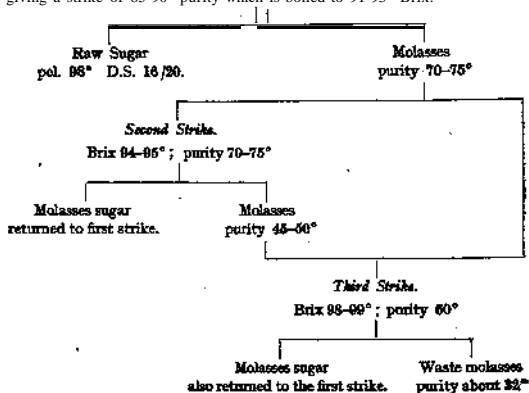 giving a strike of 85-90° purity which is boiled to 91-93° Brix.
Raw Sugar
pol. 96° D.S. 16/20.
Molasses
purity 70–75°
Second Strike.
Brix 94–95° ; purity 70–75°
Molasses sugar
returned to first strike.
Molasses
purity 45–50°
Third Strike.
Brix 98–99° ; purity 60°
Molasses sugar
also returned to the first strike.
Waste molasses
purity about 32°